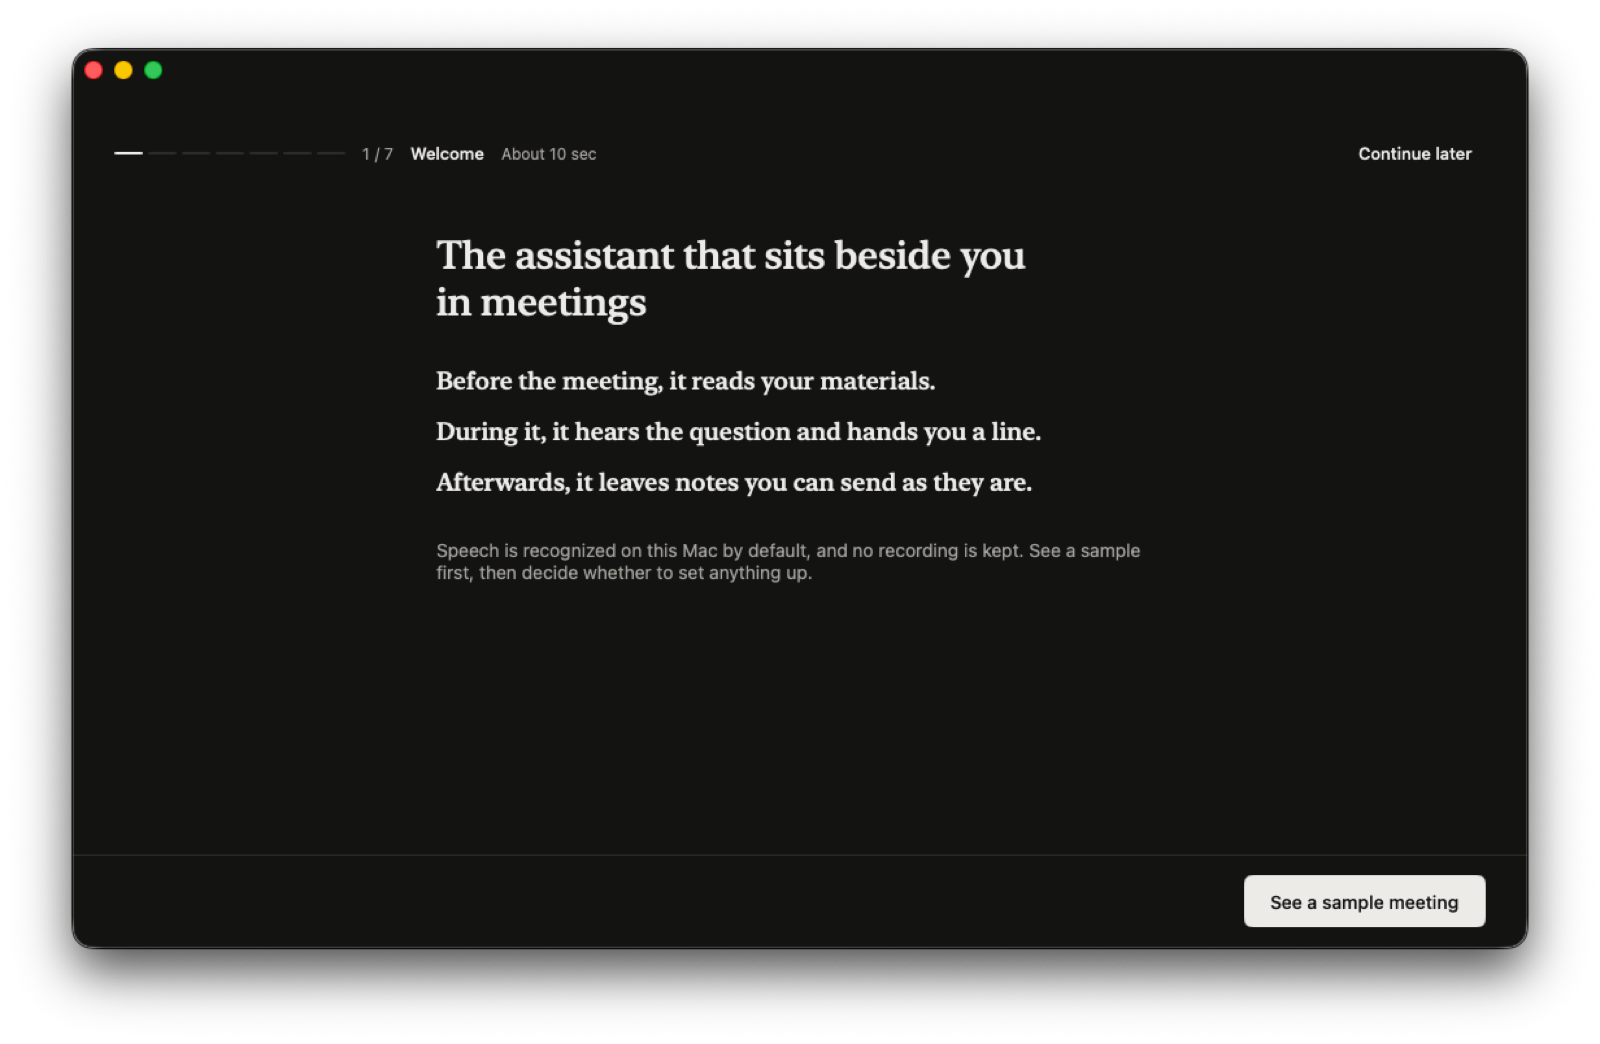 1 / 7 Welcome About 10 sec Continue later
The assistant that sits beside you
in meetings
Before the meeting, it reads your materials.
During it, it hears the question and hands you a line.
Afterwards, it leaves notes you can send as they are.
Speech is recognized on this Mac by default, and no recording is kept. See a sample
first, then decide whether to set anything up.
See a sample meeting